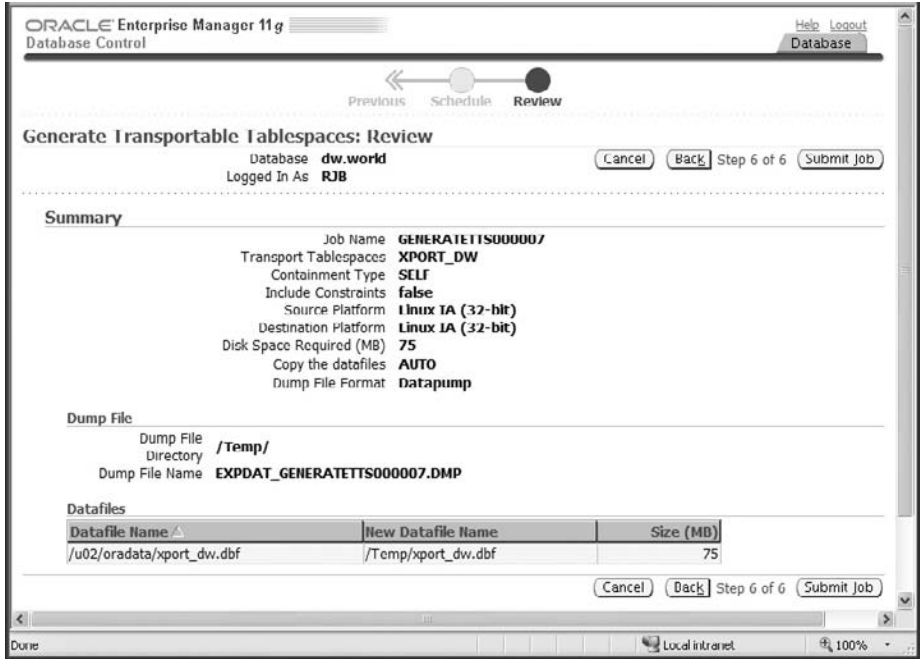 ORACLE Enterprise Manager 11g
Database Control
Help Logout
Database
Previous Schedule Review
Generate Transportable Tablespaces: Review
Database dw.world
Logged In As RJB
Cancel Back Step 6 of 6 Submit Job
Summary
Job Name GENERATETTS000007
Transport Tablespaces XPORT_DW
Containment Type SELF
Include Constraints false
Source Platform Linux IA (32-bit)
Destination Platform Linux IA (32-bit)
Disk Space Required (MB) 75
Copy the datafiles AUTO
Dump File Format Datapump
Dump File
Dump File
Directory /Temp/
Dump File Name EXPDAT_GENERATETTS000007.DMP
Datafiles
Datafile Name New Datafile Name Size (MB)
/u02/oradata/xport_dw.dbf /Temp/xport_dw.dbf 75
Cancel Back Step 6 of 6 Submit Job
Done Local intranet 100%